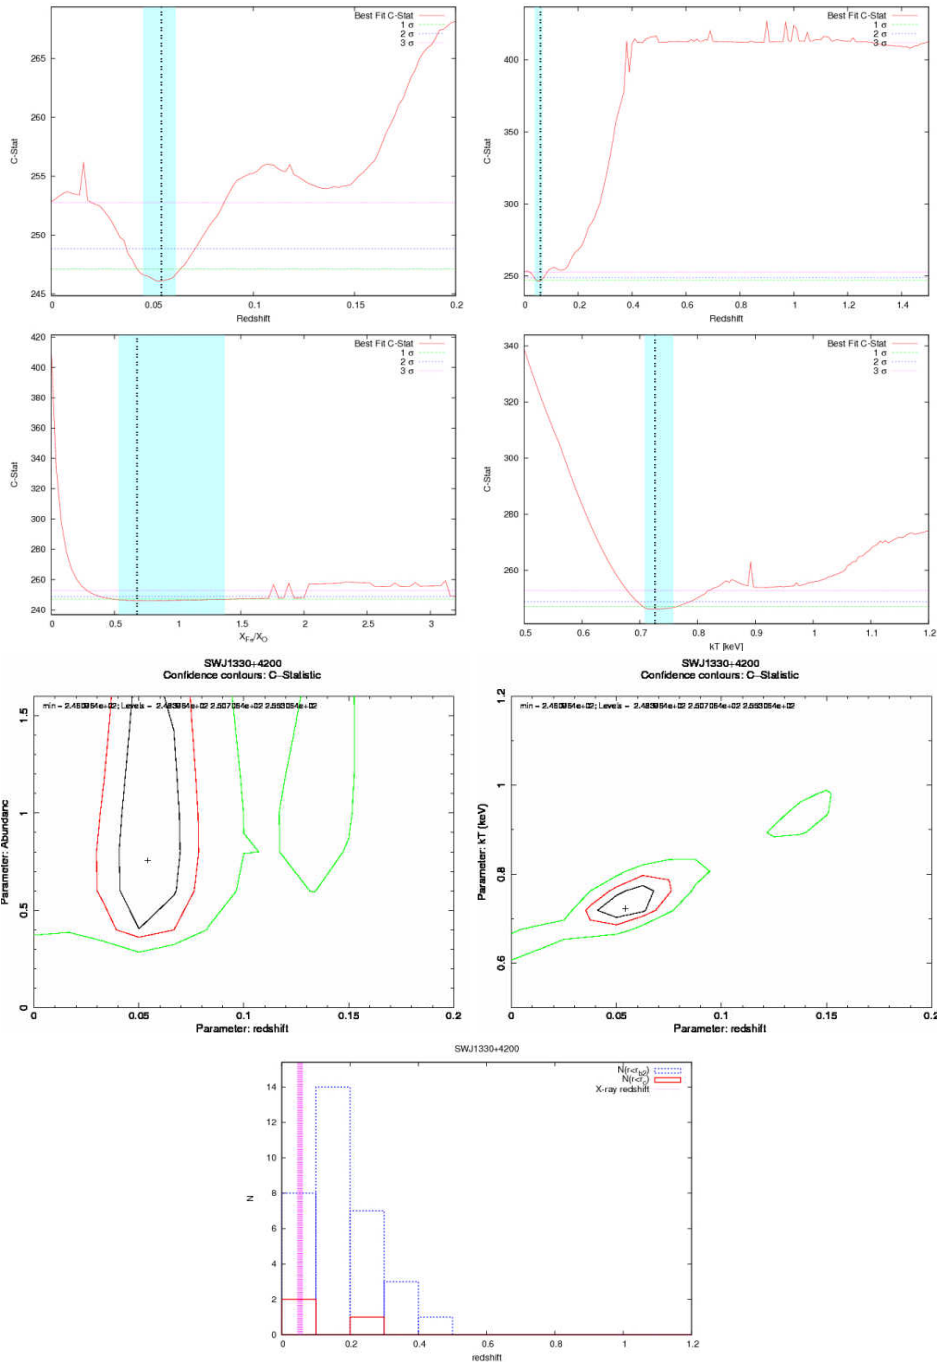 Best Fit C-Stat
1 σ
2 σ
3 σ
265
260
255
250
245
C-Stat
0 0.05 0.1 0.15 0.2
Redshift
Best Fit C-Stat
1 σ
2 σ
3 σ
400
350
300
250
C-Stat
0 0.2 0.4 0.6 0.8 1 1.2 1.4
Redshift
Best Fit C-Stat
1 σ
2 σ
3 σ
420
400
380
360
340
320
300
280
260
240
C-Stat
0 0.5 1 1.5 2 2.5 3
X_Fe/X_O
Best Fit C-Stat
1 σ
2 σ
3 σ
340
320
300
280
260
C-Stat
0.5 0.6 0.7 0.8 0.9 1 1.1 1.2
kT [keV]
SWJ1330+4200
Confidence contours: C-Statistic
Parameter: Abundanc
1.5
1
0.5
0
0 0.05 0.1 0.15 0.2
Parameter: redshift
SWJ1330+4200
Confidence contours: C-Statistic
Parameter: kT [keV]
1.2
1
0.8
0.6
0 0.05 0.1 0.15 0.2
Parameter: redshift
SWJ1330+4200
N(r<r_b2)
N(r<r_c)
X-ray redshift
14
12
10
8
6
4
2
0
N
0 0.2 0.4 0.6 0.8 1 1.2
redshift